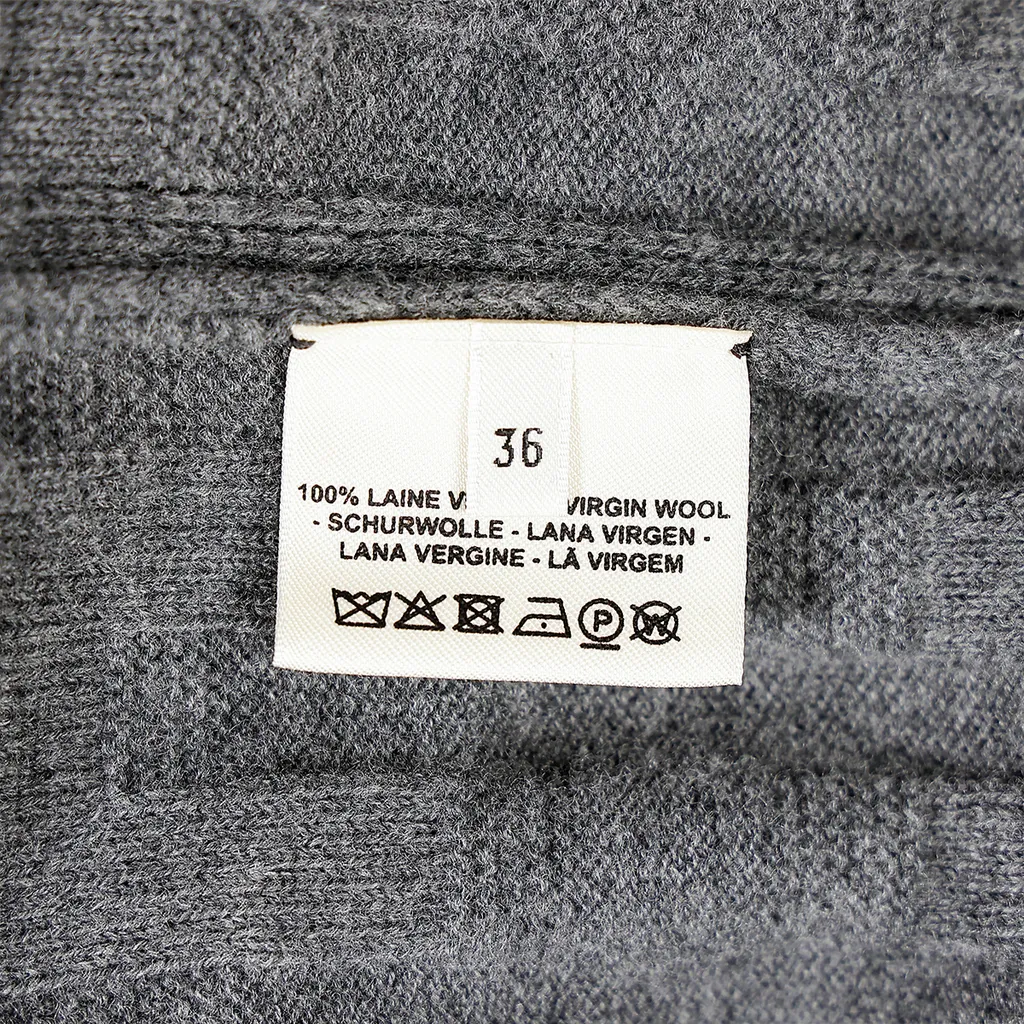 36
100% LAINE V VIRGIN WOOL
- SCHURWOLLE - LANA VIRGEN -
LANA VERGINE - LÃ VIRGEM
P W